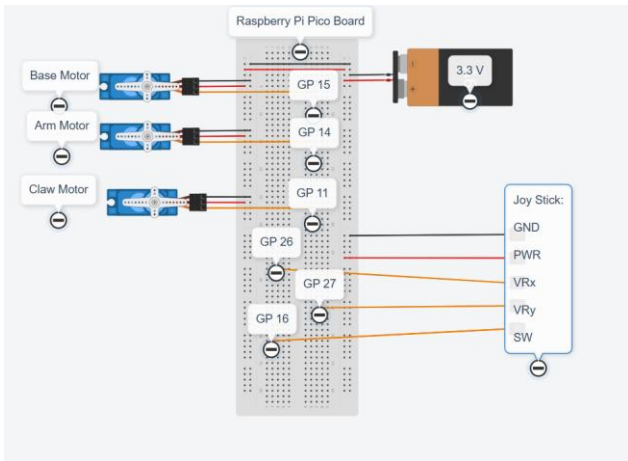 Raspberry Pi Pico Board
Base Motor
3.3 V
GP 15
Arm Motor
GP 14
Claw Motor
GP 11
Joy Stick:
GND
GP 26
PWR
GP 27
VRx
VRy
GP 16
SW